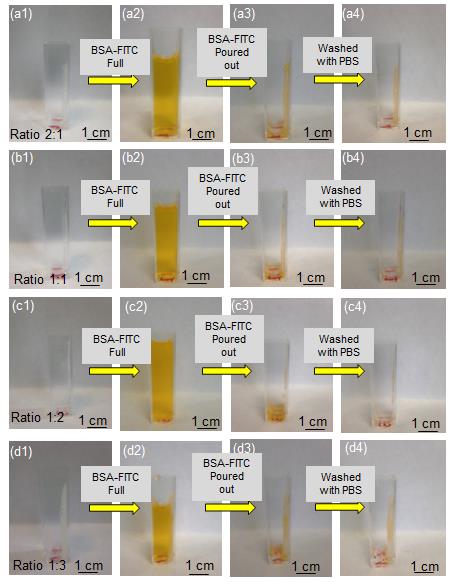 (a1) (a2) (a3) (a4)
BSA-FITC
Full
BSA-FITC
Poured
out
Washed
with PBS
Ratio 2:1 1 cm 1 cm 1 cm 1 cm
(b1) (b2) (b3) (b4)
BSA-FITC
Full
BSA-FITC
Poured
out
Washed
with PBS
Ratio 1:1 1 cm 1 cm 1 cm 1 cm
(c1) (c2) (c3) (c4)
BSA-FITC
Full
BSA-FITC
Poured
out
Washed
with PBS
Ratio 1:2 1 cm 1 cm 1 cm 1 cm
(d1) (d2) (d3) (d4)
BSA-FITC
Full
BSA-FITC
Poured
out
Washed
with PBS
Ratio 1:3 1 cm 1 cm 1 cm 1 cm